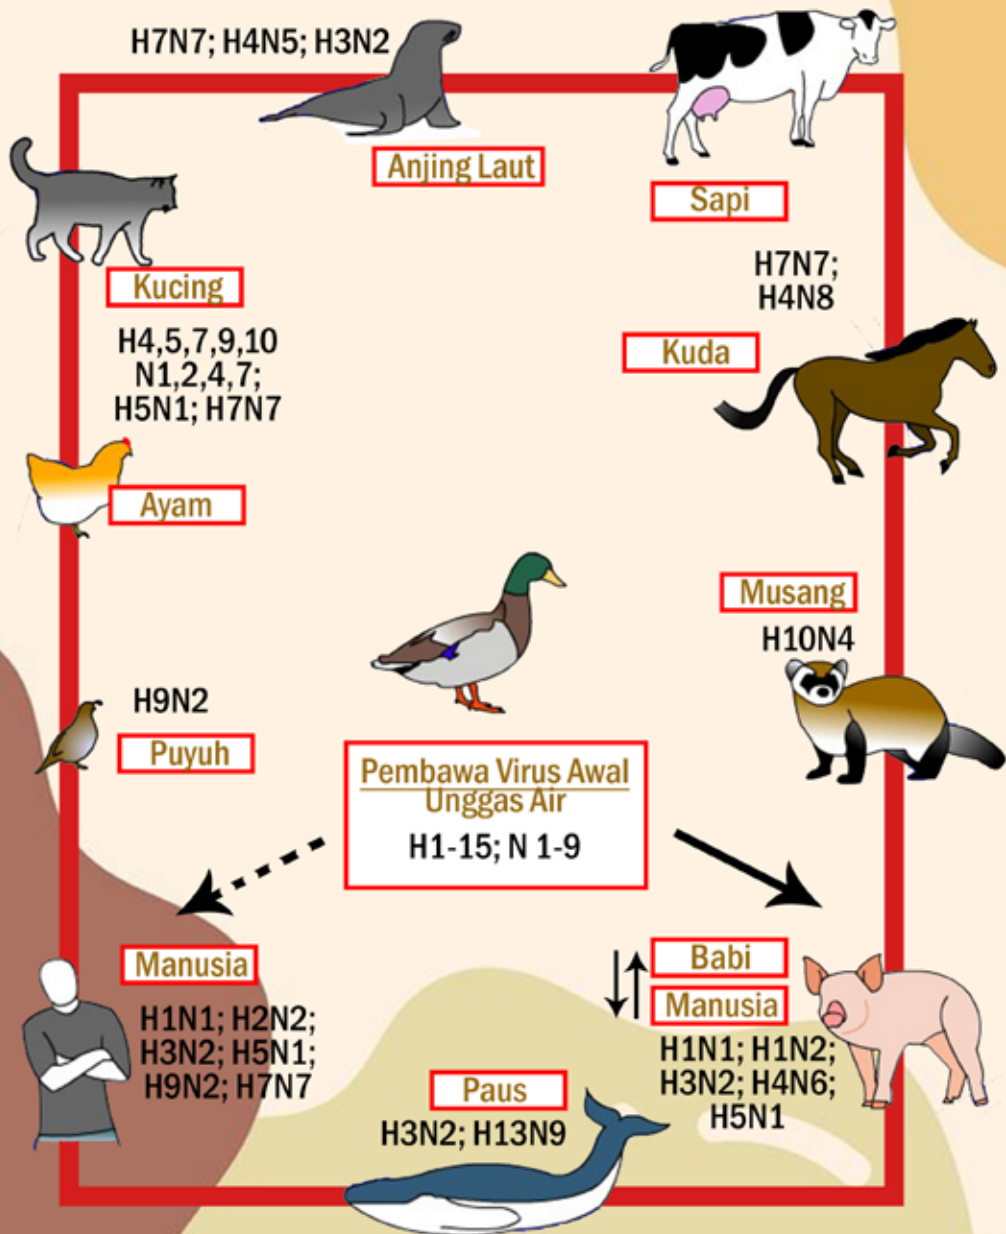 H7N7; H4N5; H3N2
Anjing Laut
Sapi
Kucing
H7N7;
H4N8
Kuda
H4,5,7,9,10
N1,2,4,7;
H5N1; H7N7
Ayam
Musang
H10N4
H9N2
Puyuh
Pembawa Virus Awal
Unggas Air
H1-15; N 1-9
Manusia
H1N1; H2N2;
H3N2; H5N1;
H9N2; H7N7
Babi
Manusia
H1N1; H1N2;
H3N2; H4N6;
H5N1
Paus
H3N2; H13N9